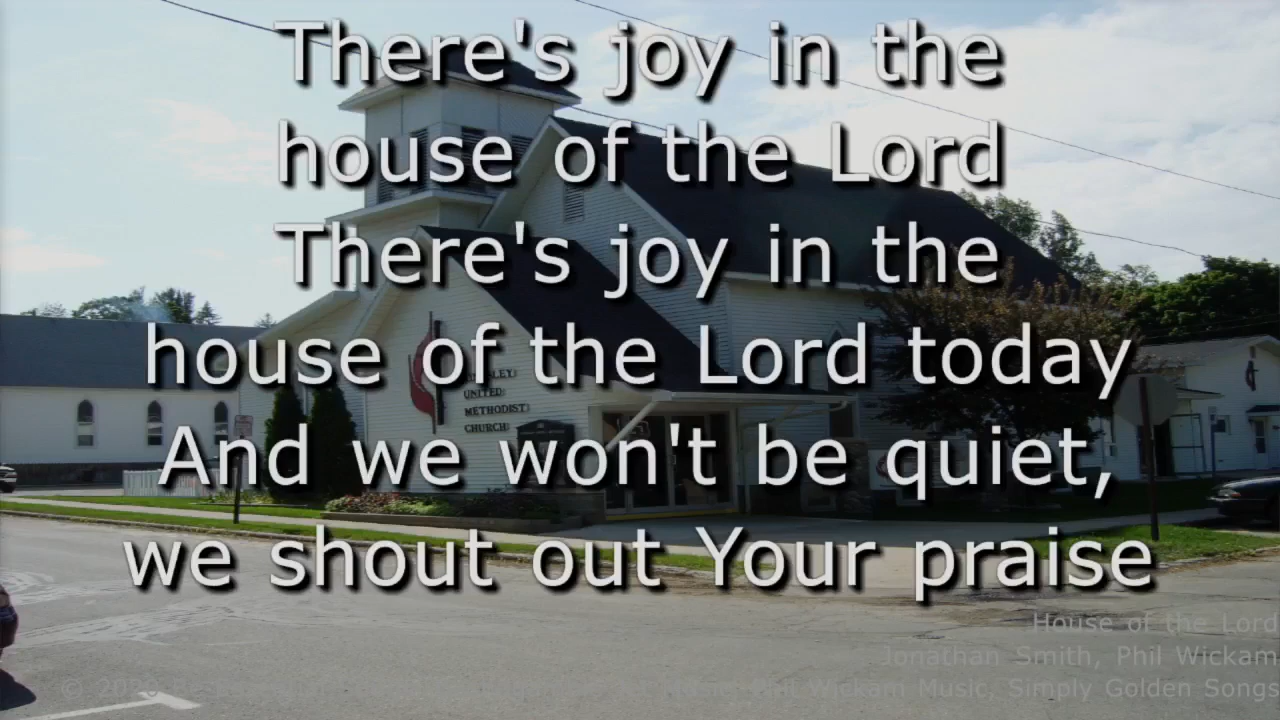 There's joy in the
house of the Lord
There's joy in the
house of the Lord today
And we won't be quiet,
we shout out Your praise
UNITED
METHODIST
CHURCH
House of the Lord
Jonathan Smith, Phil Wickam
Phil Wickam Music, Simply Golden Songs